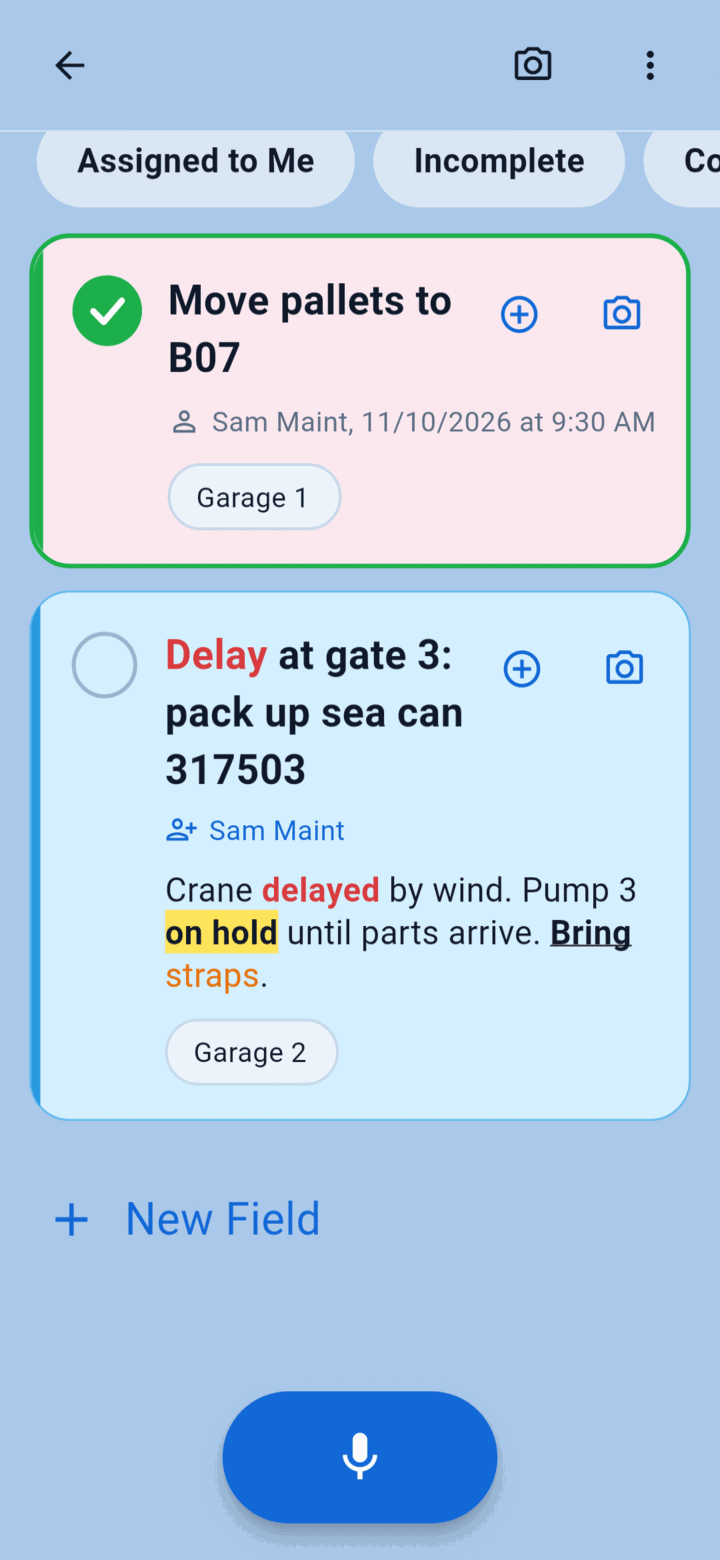 Assigned to Me
Incomplete
Co
Move pallets to
B07
Sam Maint, 11/10/2026 at 9:30 AM
Garage 1
Delay at gate 3:
pack up sea can
317503
Sam Maint
Crane delayed by wind. Pump 3
on hold until parts arrive. Bring
straps.
Garage 2
New Field